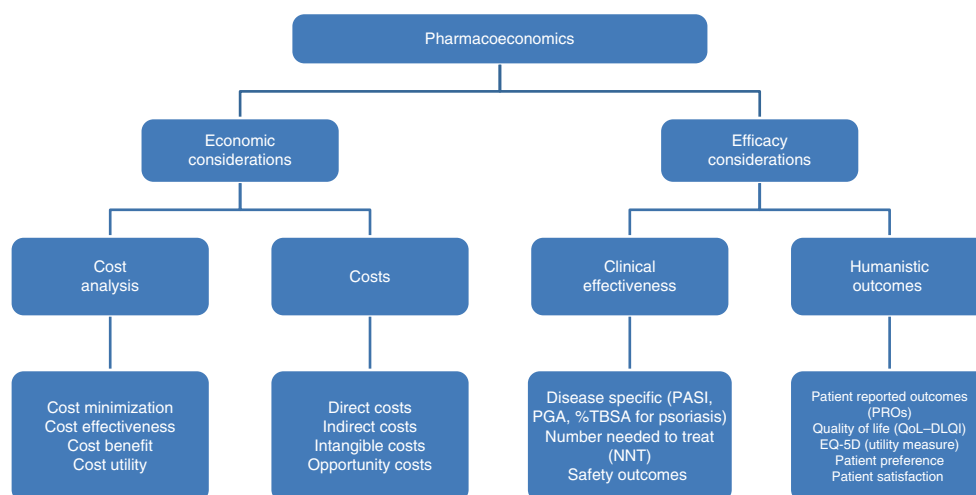 Pharmacoeconomics
Economic
considerations
Efficacy
considerations
Cost
analysis
Costs
Clinical
effectiveness
Humanistic
outcomes
Cost minimization
Cost effectiveness
Cost benefit
Cost utility
Direct costs
Indirect costs
Intangible costs
Opportunity costs
Disease specific (PASI,
PGA, %TBSA for psoriasis)
Number needed to treat
(NNT)
Safety outcomes
Patient reported outcomes
(PROs)
Quality of life (QoL–DLQI)
EQ-5D (utility measure)
Patient preference
Patient satisfaction